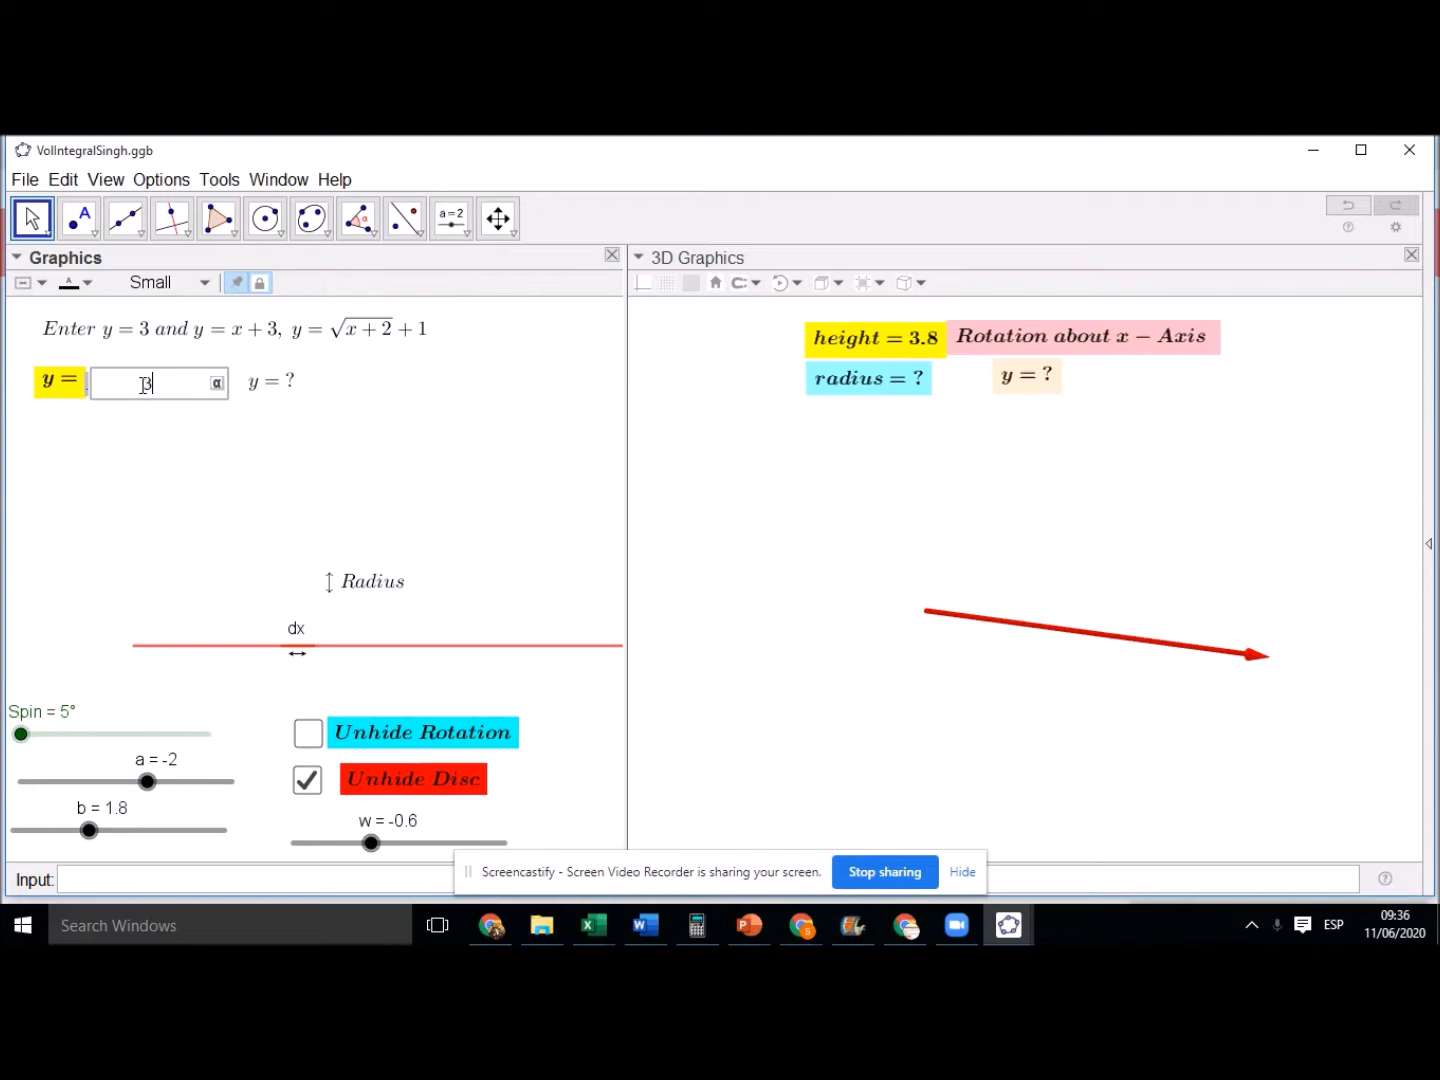 VolIntegralSingh.ggb
File Edit View Options Tools Window Help
A a=2
Graphics
3D Graphics
A Small
Enter y = 3 and y = x + 3, y = √(x + 2) + 1
y = 3 α y = ?
height = 3.8 Rotation about x − Axis
radius = ? y = ?
↕ Radius
dx
↔
Spin = 5°
Unhide Rotation
a = -2
Unhide Disc
b = 1.8
w = -0.6
Input:
Screencastify - Screen Video Recorder is sharing your screen. Stop sharing Hide
Search Windows
ESP
09:36
11/06/2020